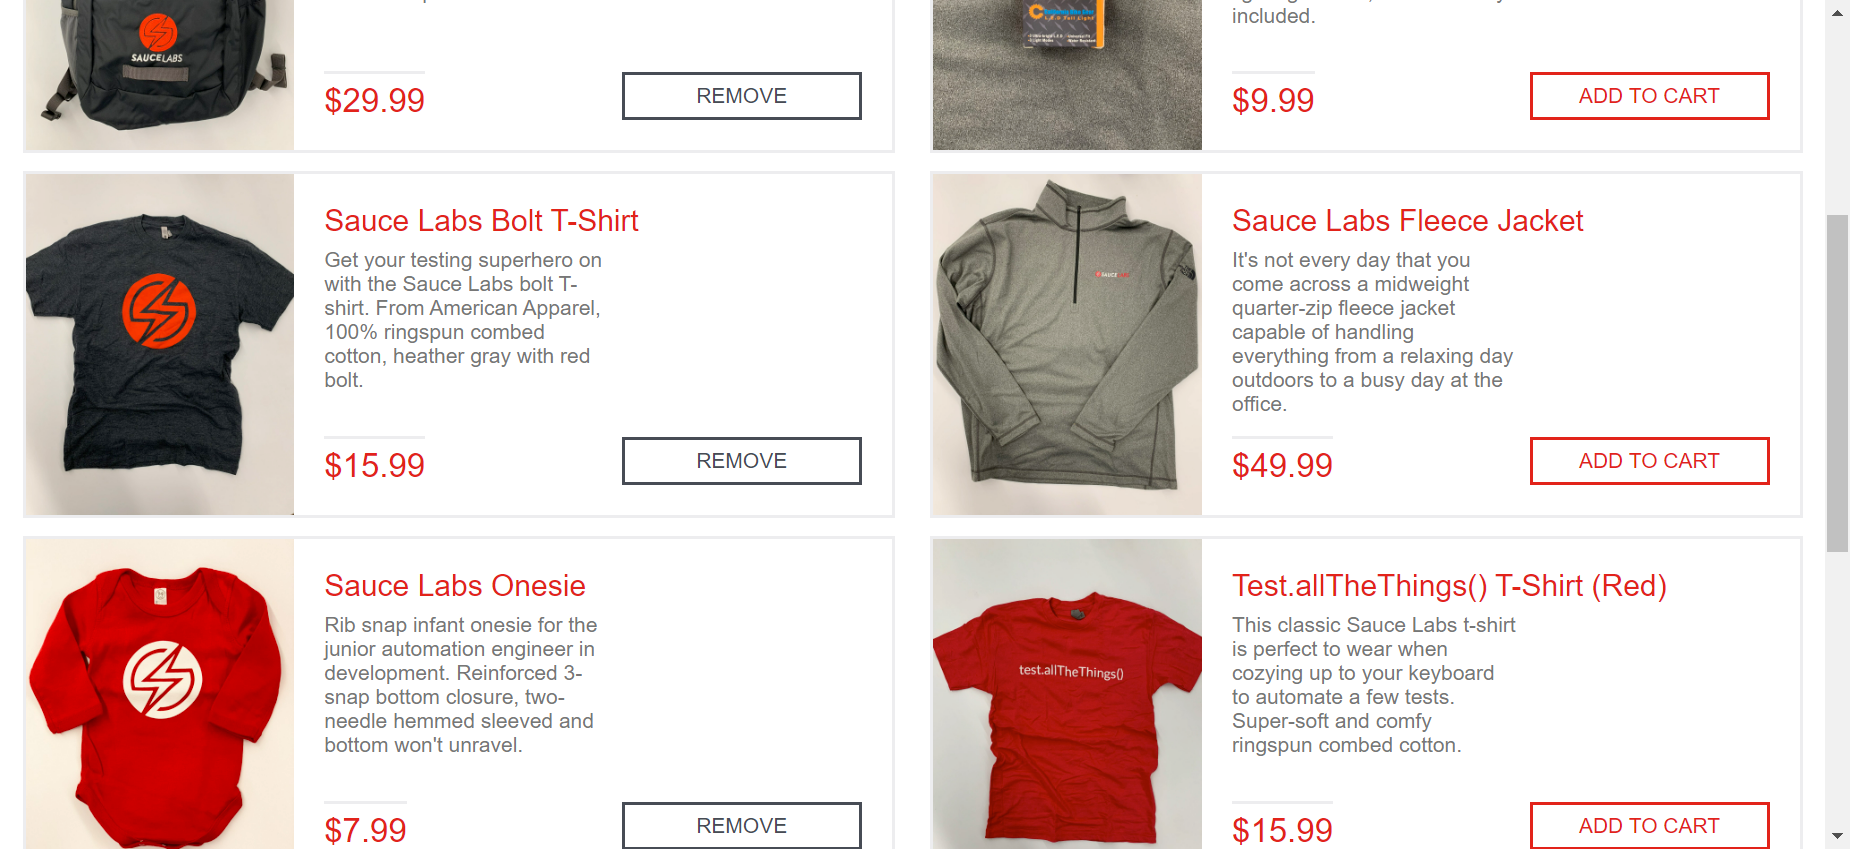 included.
SAUCELABS
$29.99
REMOVE
$9.99
ADD TO CART
Sauce Labs Bolt T-Shirt
Get your testing superhero on
with the Sauce Labs bolt T-
shirt. From American Apparel,
100% ringspun combed
cotton, heather gray with red
bolt.
$15.99
REMOVE
SAUCE
Sauce Labs Fleece Jacket
It's not every day that you
come across a midweight
quarter-zip fleece jacket
capable of handling
everything from a relaxing day
outdoors to a busy day at the
office.
$49.99
ADD TO CART
Sauce Labs Onesie
Rib snap infant onesie for the
junior automation engineer in
development. Reinforced 3-
snap bottom closure, two-
needle hemmed sleeved and
bottom won't unravel.
$7.99
REMOVE
test.allTheThings()
Test.allTheThings() T-Shirt (Red)
This classic Sauce Labs t-shirt
is perfect to wear when
cozying up to your keyboard
to automate a few tests.
Super-soft and comfy
ringspun combed cotton.
$15.99
ADD TO CART